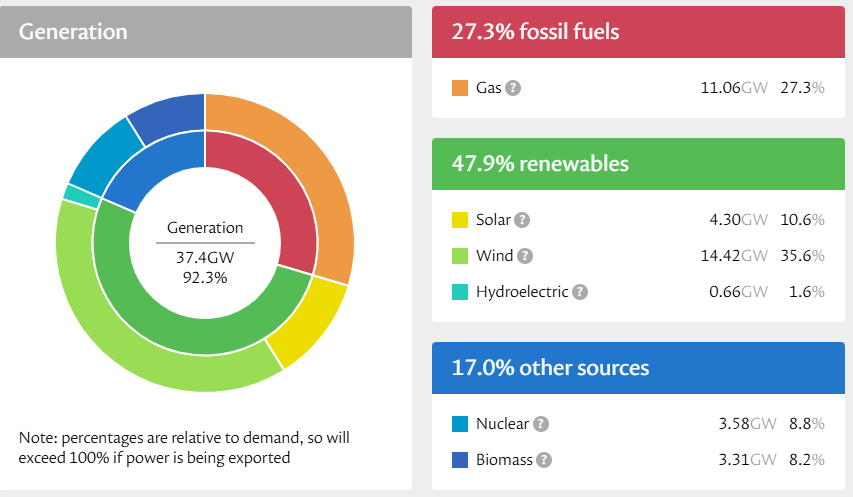 Generation
Generation
37.4GW
92.3%
Note: percentages are relative to demand, so will
exceed 100% if power is being exported
27.3% fossil fuels
Gas ? 11.06GW 27.3%
47.9% renewables
Solar ? 4.30GW 10.6%
Wind ? 14.42GW 35.6%
Hydroelectric ? 0.66GW 1.6%
17.0% other sources
Nuclear ? 3.58GW 8.8%
Biomass ? 3.31GW 8.2%